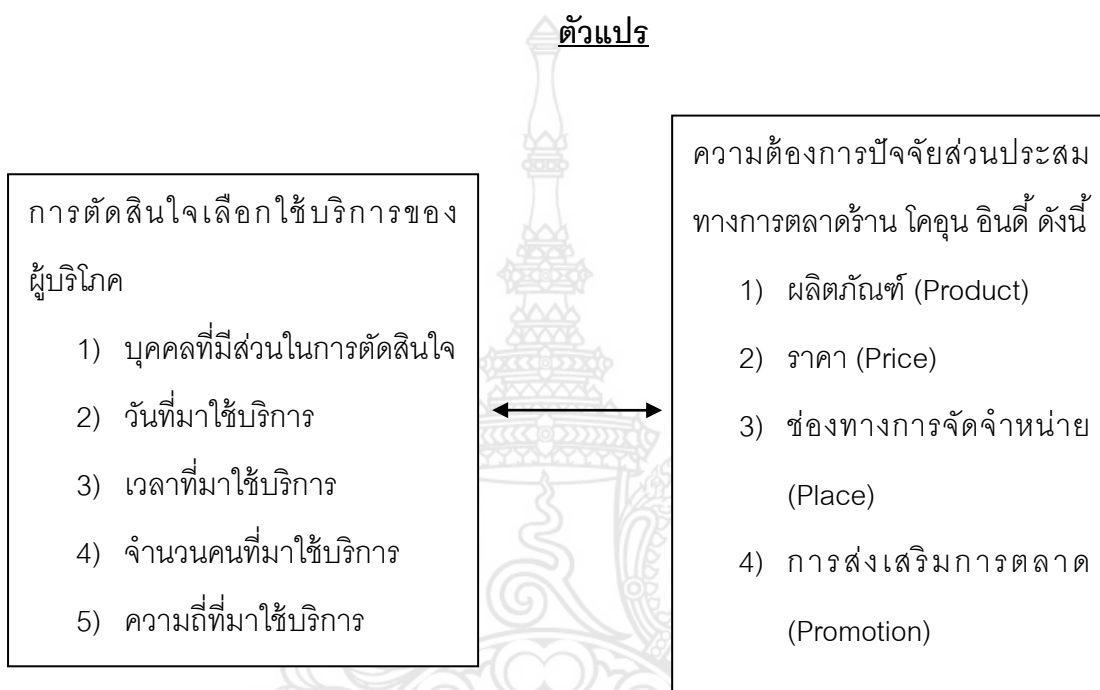 ตัวแปร
การตัดสินใจเลือกใช้บริการของ
ผู้บริโภค
1) บุคคลที่มีส่วนในการตัดสินใจ
2) วันที่มาใช้บริการ
3) เวลาที่มาใช้บริการ
4) จำนวนคนที่มาใช้บริการ
5) ความถี่ที่มาใช้บริการ
ความต้องการปัจจัยส่วนประสม
ทางการตลาดร้าน โคอุน อินดี้ ดังนี้
1) ผลิตภัณฑ์ (Product)
2) ราคา (Price)
3) ช่องทางการจัดจำหน่าย
(Place)
4) การส่งเสริมการตลาด
(Promotion)